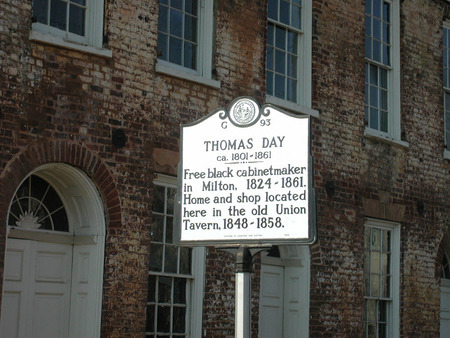 G 93
THOMAS DAY
ca. 1801-1861
Free black cabinetmaker
in Milton, 1824-1861.
Home and shop located
here in the old Union
Tavern, 1848-1858.